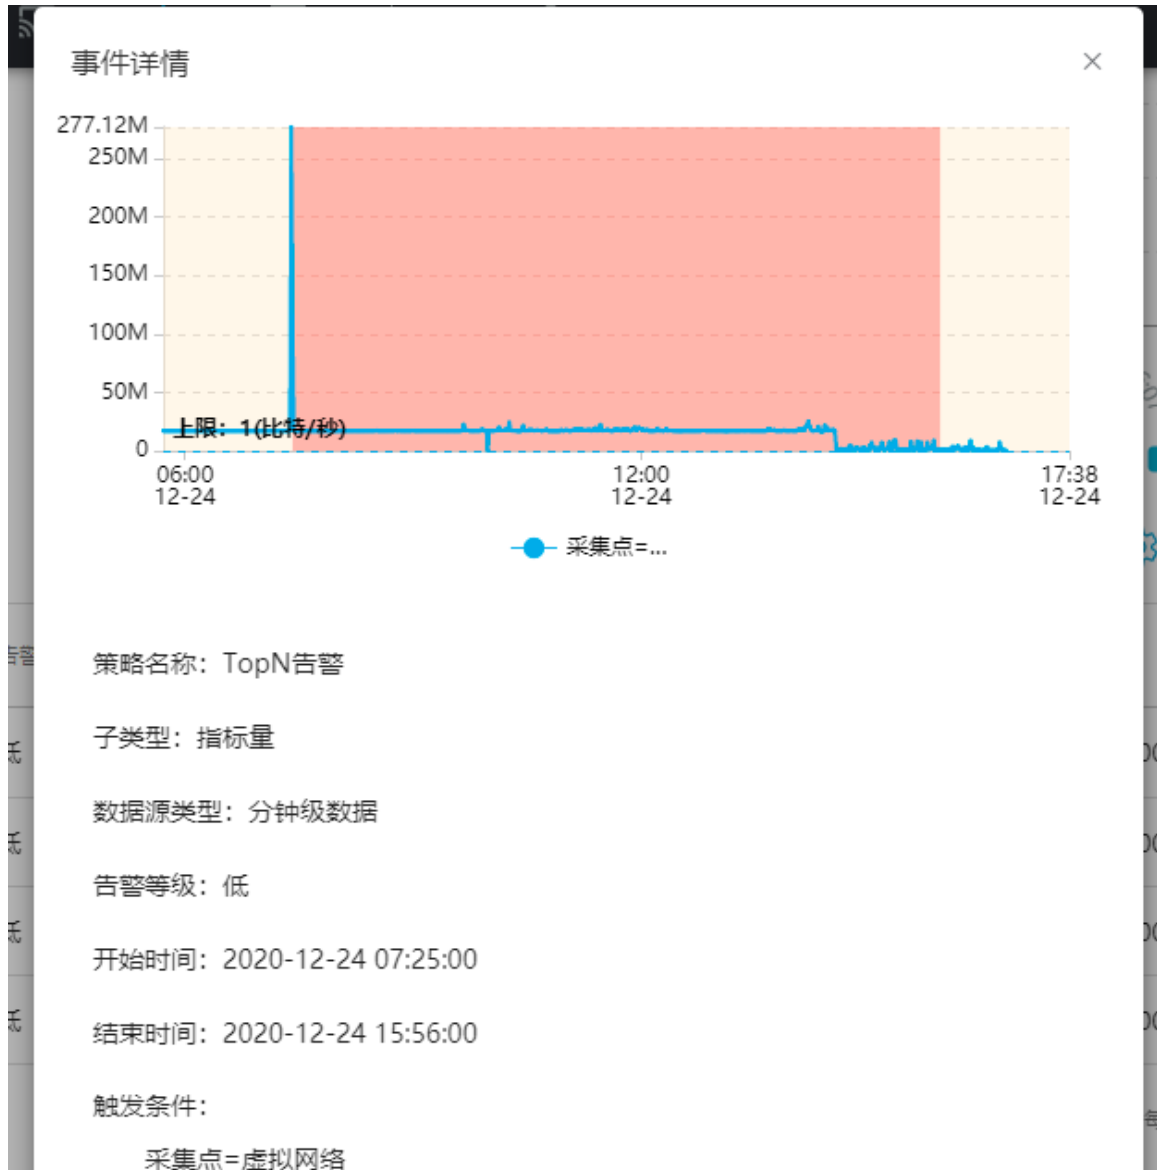 事件详情
277.12M
250M
200M
150M
100M
50M
上限：1(比特/秒)
0
06:00 12:00 17:38
12-24 12-24 12-24
采集点=...
策略名称：TopN告警
子类型：指标量
数据源类型：分钟级数据
告警等级：低
开始时间：2020-12-24 07:25:00
结束时间：2020-12-24 15:56:00
触发条件：
采集点=虚拟网络